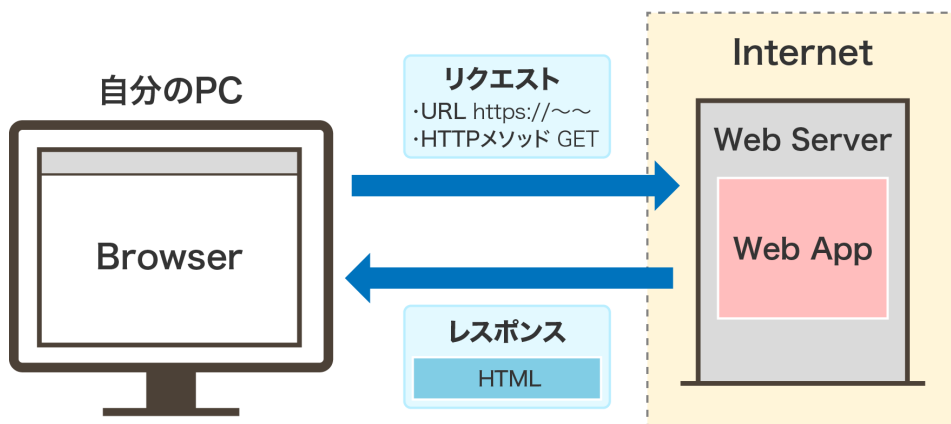 自分のPC
Browser
リクエスト
・URL https://〜〜
・HTTPメソッド GET
レスポンス
HTML
Internet
Web Server
Web App